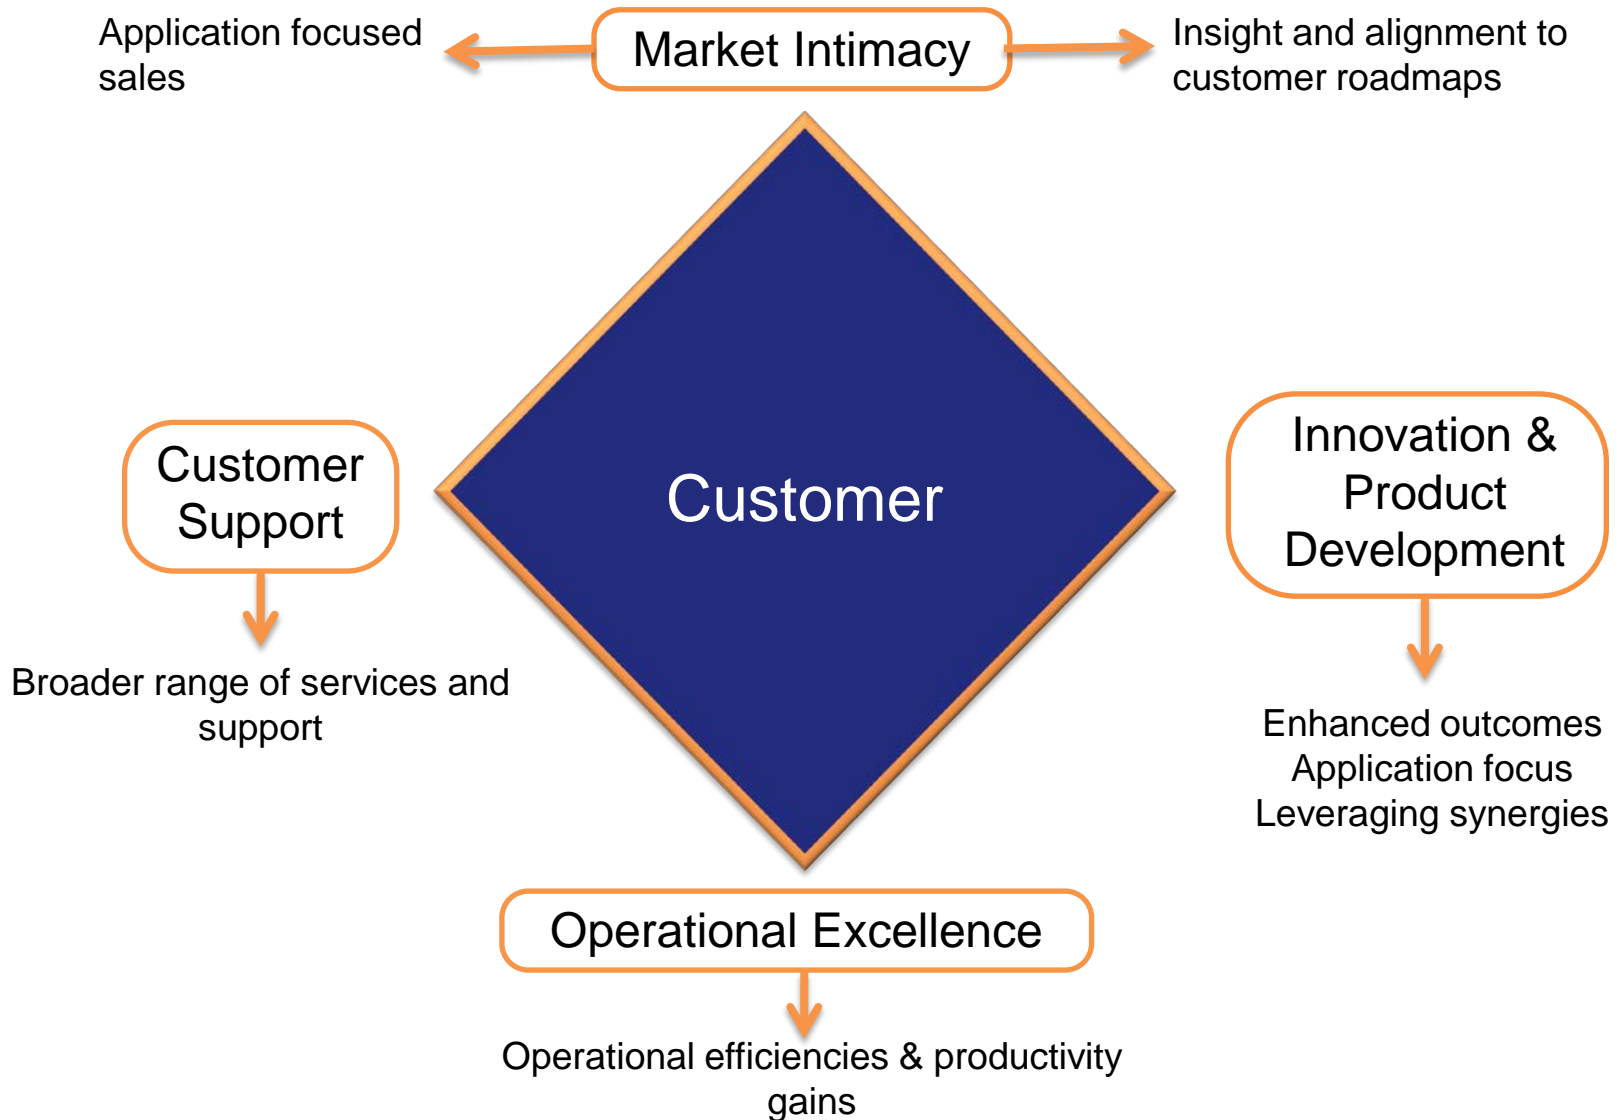 Application focused
sales
Market Intimacy
Insight and alignment to
customer roadmaps
Customer
Support
Broader range of services and
support
Customer
Innovation &
Product
Development
Enhanced outcomes
Application focus
Leveraging synergies
Operational Excellence
Operational efficiencies & productivity
gains